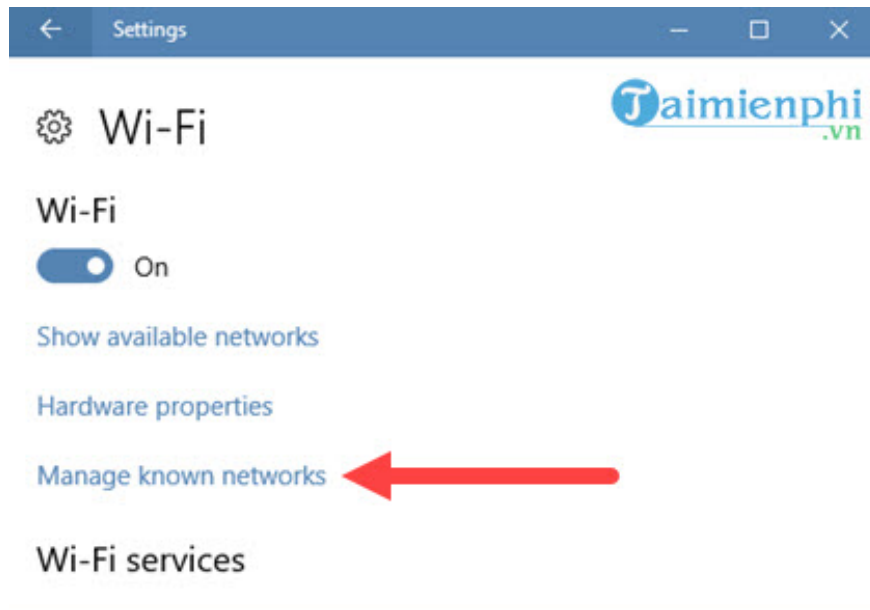 Settings
Taimienphi
.vn
Wi-Fi
Wi-Fi
On
Show available networks
Hardware properties
Manage known networks
Wi-Fi services